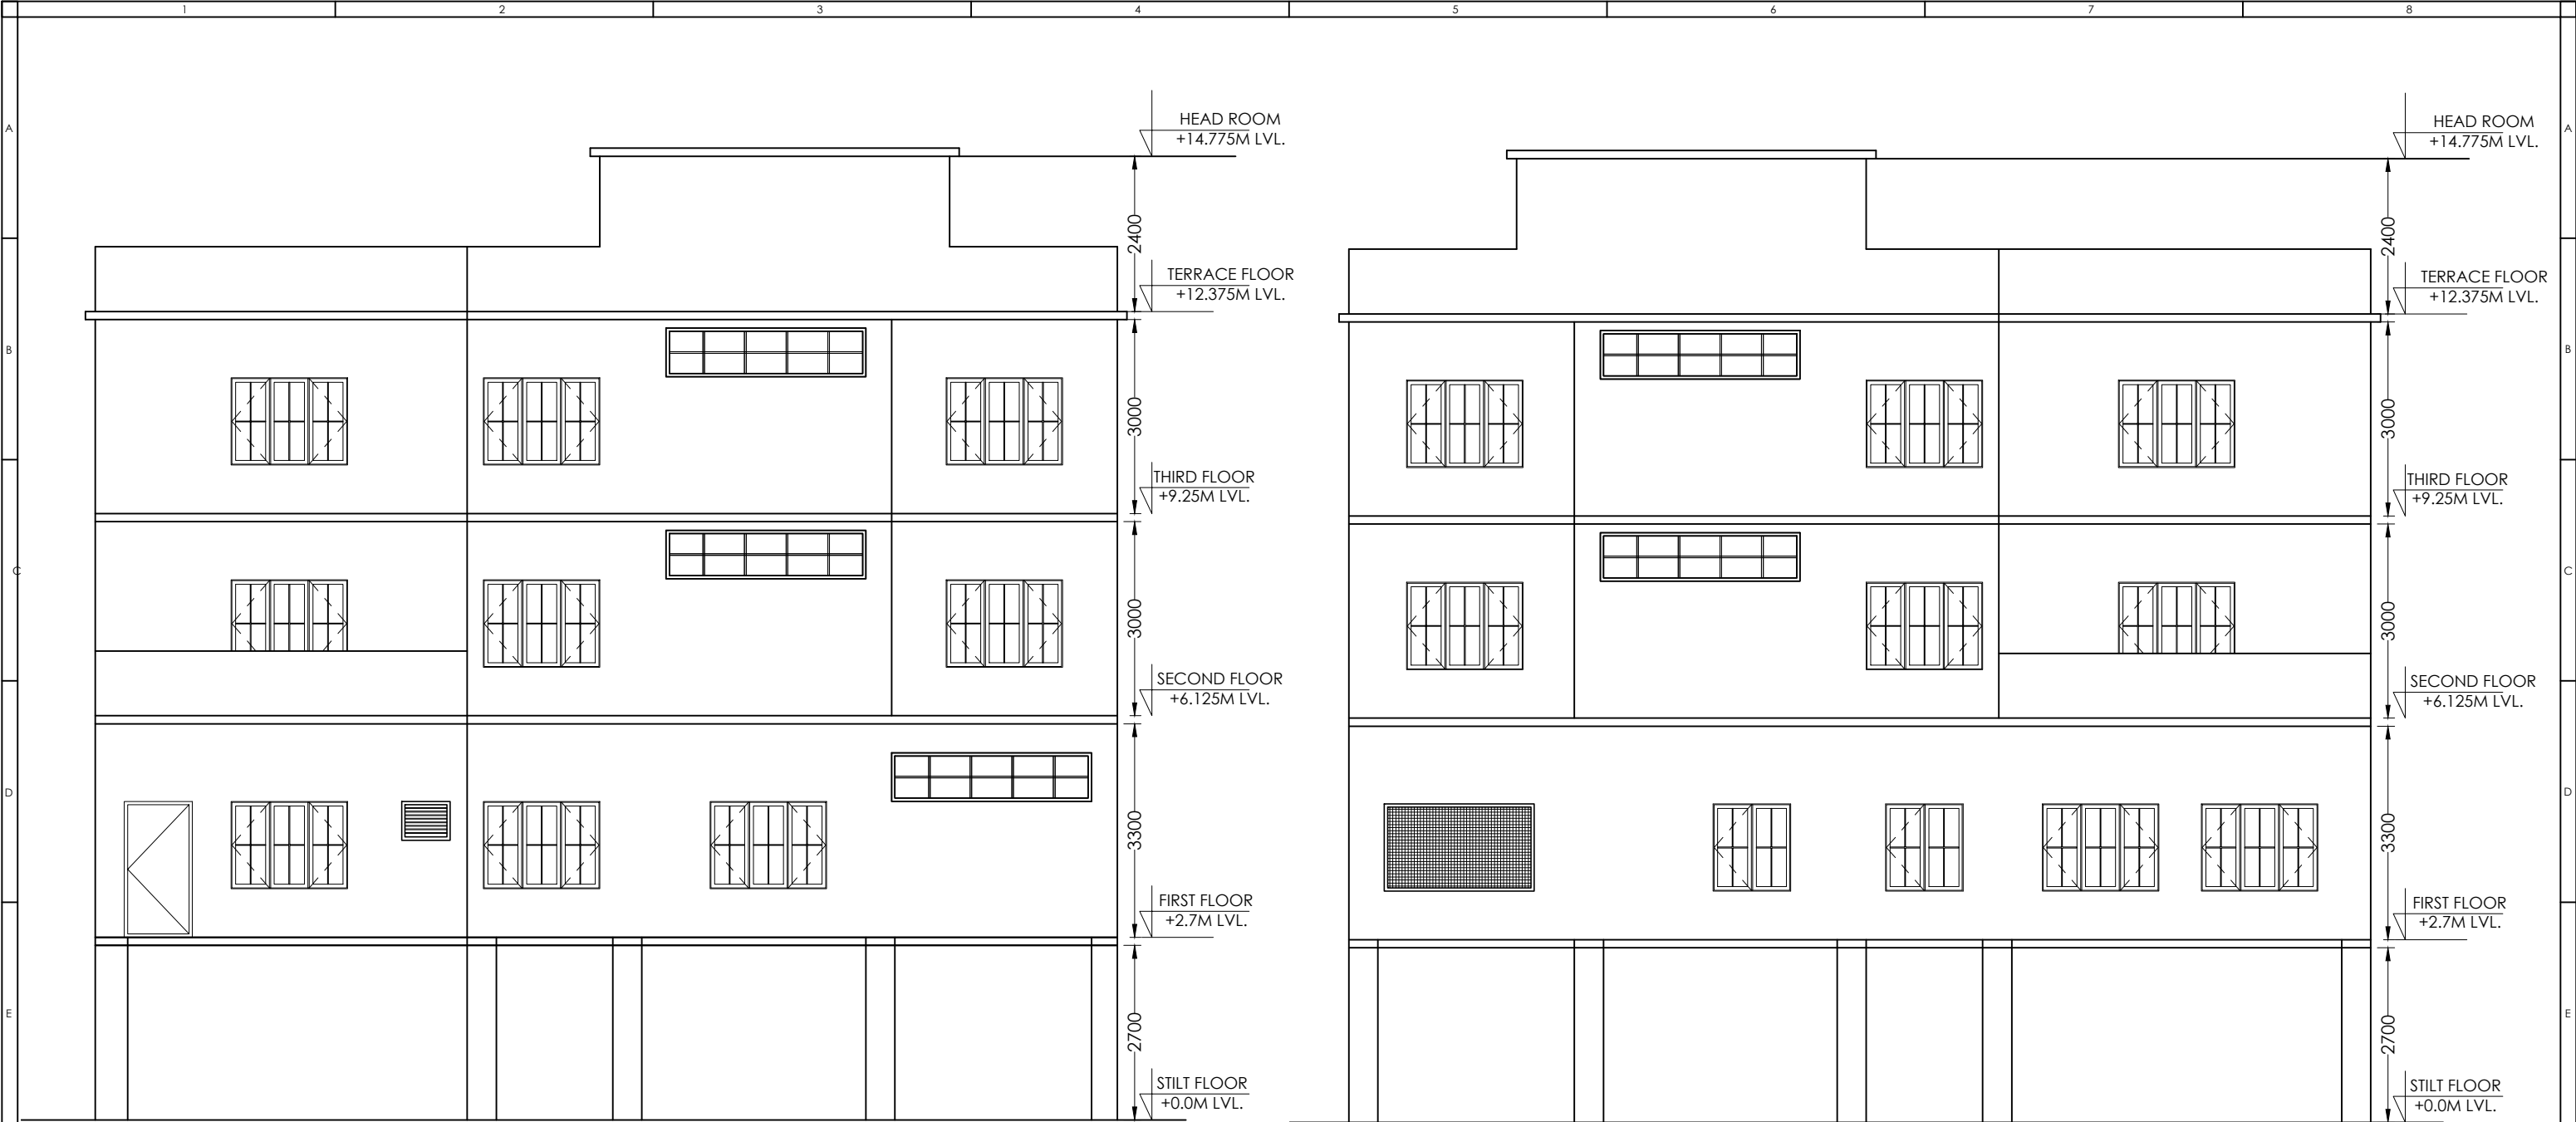 1 2 3 4 5 6 7 8
A
A
B
B
C
C
D
D
E
E
HEAD ROOM
+14.775M LVL.
2400
TERRACE FLOOR
+12.375M LVL.
3000
THIRD FLOOR
+9.25M LVL.
3000
SECOND FLOOR
+6.125M LVL.
3300
FIRST FLOOR
+2.7M LVL.
2700
STILT FLOOR
+0.0M LVL.
HEAD ROOM
+14.775M LVL.
2400
TERRACE FLOOR
+12.375M LVL.
3000
THIRD FLOOR
+9.25M LVL.
3000
SECOND FLOOR
+6.125M LVL.
3300
FIRST FLOOR
+2.7M LVL.
2700
STILT FLOOR
+0.0M LVL.